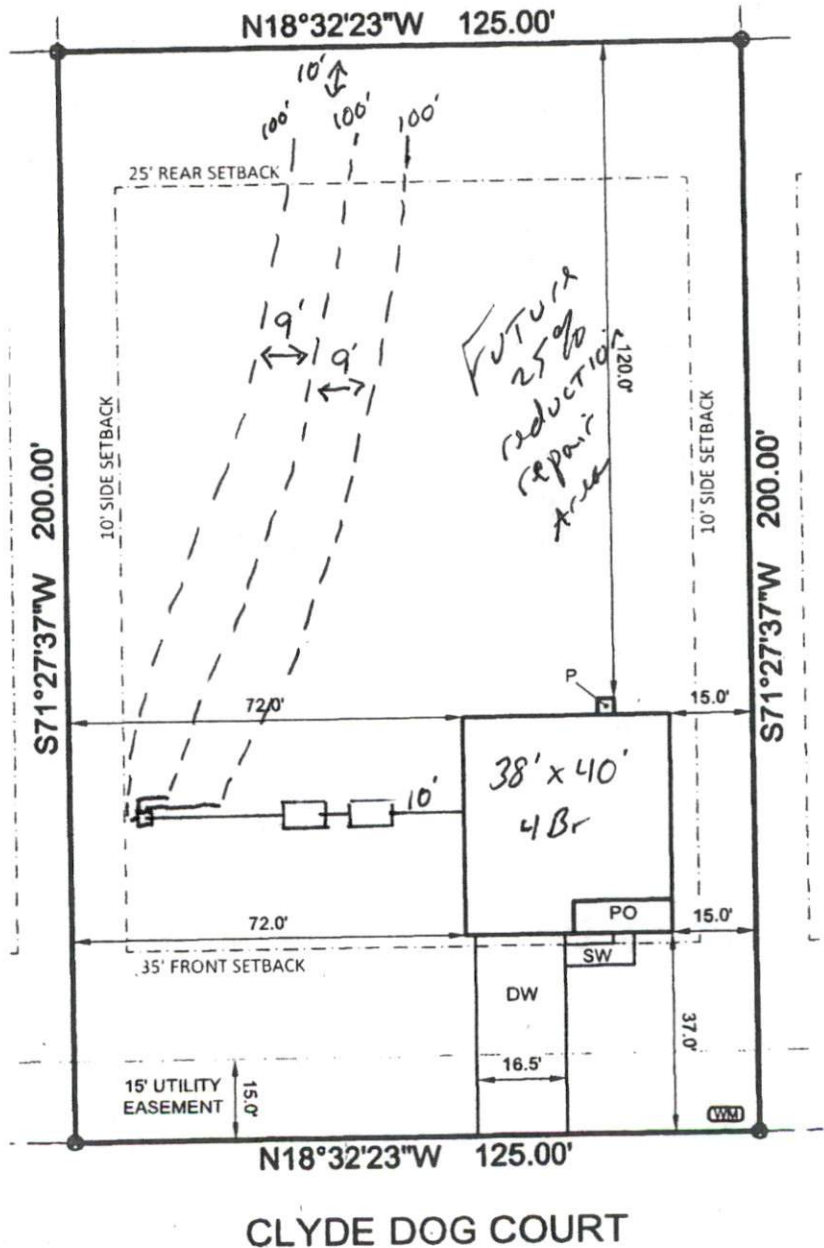 N18°32'23"W 125.00'
10'
100' 100' 100'
25' REAR SETBACK
9'
9'
FUTURE
25%
reduction
repair
Area
120.0'
10' SIDE SETBACK
10' SIDE SETBACK
S71°27'37"W 200.00'
S71°27'37"W 200.00'
P
72.0'
15.0'
38' x 40'
4 Br
10'
PO
72.0'
15.0'
35' FRONT SETBACK
SW
DW
37.0'
16.5'
15' UTILITY
EASEMENT
15.0'
WM
N18°32'23"W 125.00'
CLYDE DOG COURT